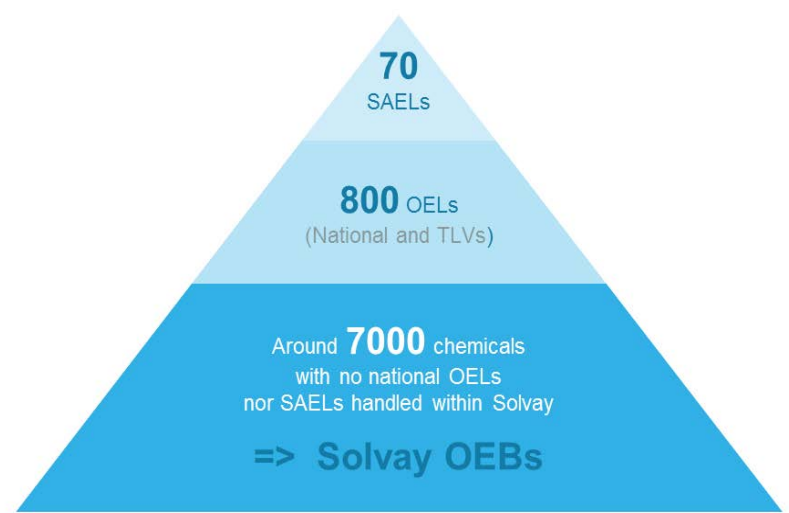 70
SAELs
800 OELs
(National and TLVs)
Around 7000 chemicals
with no national OELs
nor SAELs handled within Solvay
=> Solvay OEBs